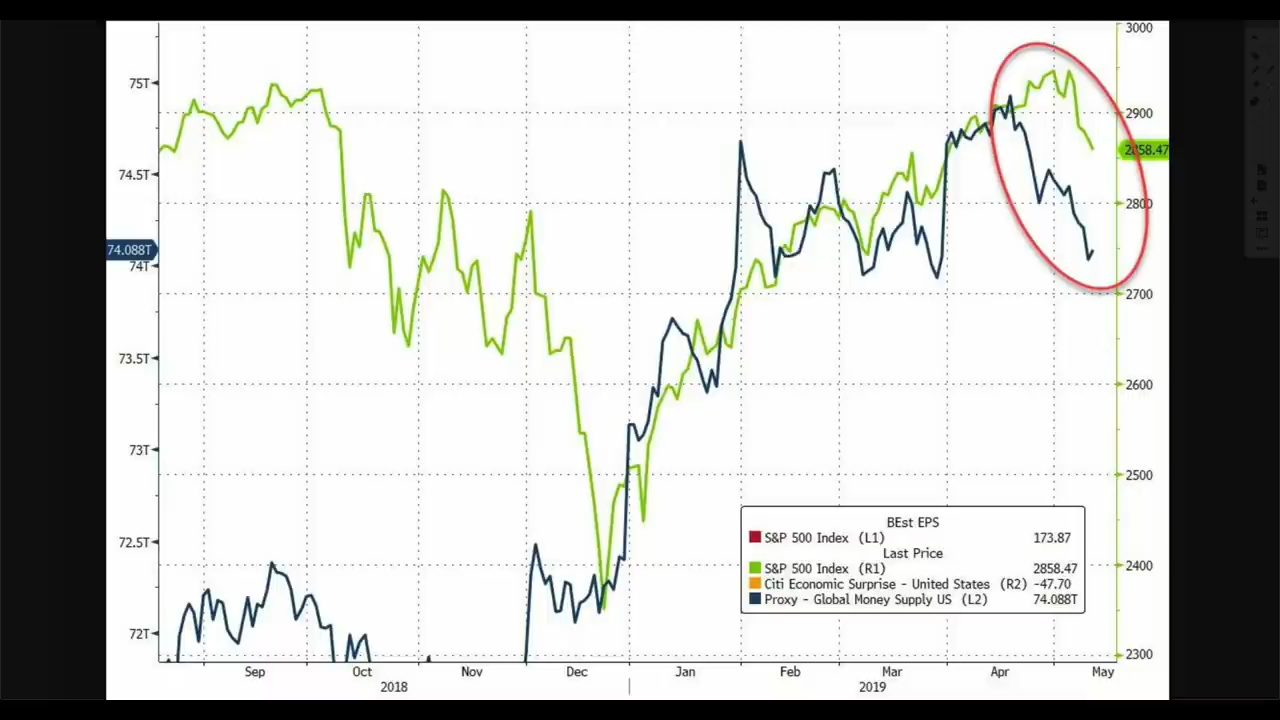 3000
75T
2900
2858.47
74.5T
2800
74.088T
74T
2700
73.5T
2600
73T
2500
BEst EPS
S&P 500 Index (L1) 173.87
Last Price
72.5T
S&P 500 Index (R1) 2858.47
2400
Citi Economic Surprise - United States (R2) -47.70
Proxy - Global Money Supply US (L2) 74.088T
72T
2300
Sep Oct Nov Dec Jan Feb Mar Apr May
2018 2019